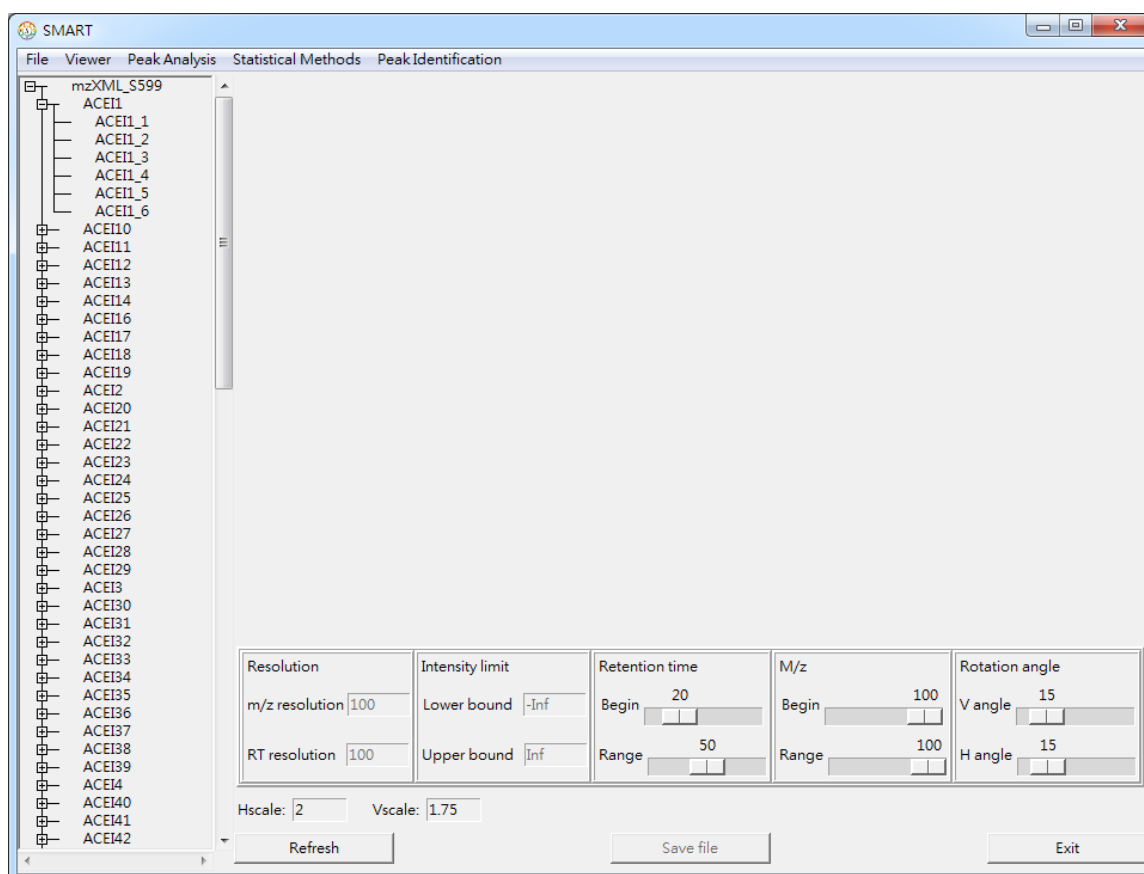 SMART
File Viewer Peak Analysis Statistical Methods Peak Identification
mzXML_S599
ACEI1
ACEI1_1
ACEI1_2
ACEI1_3
ACEI1_4
ACEI1_5
ACEI1_6
ACEI10
ACEI11
ACEI12
ACEI13
ACEI14
ACEI16
ACEI17
ACEI18
ACEI19
ACEI2
ACEI20
ACEI21
ACEI22
ACEI23
ACEI24
ACEI25
ACEI26
ACEI27
ACEI28
ACEI29
ACEI3
ACEI30
ACEI31
ACEI32
ACEI33
ACEI34
ACEI35
ACEI36
ACEI37
ACEI38
ACEI39
ACEI4
ACEI40
ACEI41
ACEI42
Resolution
m/z resolution 100
RT resolution 100
Intensity limit
Lower bound -Inf
Upper bound Inf
Retention time
Begin 20
Range 50
M/z
Begin 100
Range 100
Rotation angle
V angle 15
H angle 15
Hscale: 2 Vscale: 1.75
Refresh Save file Exit